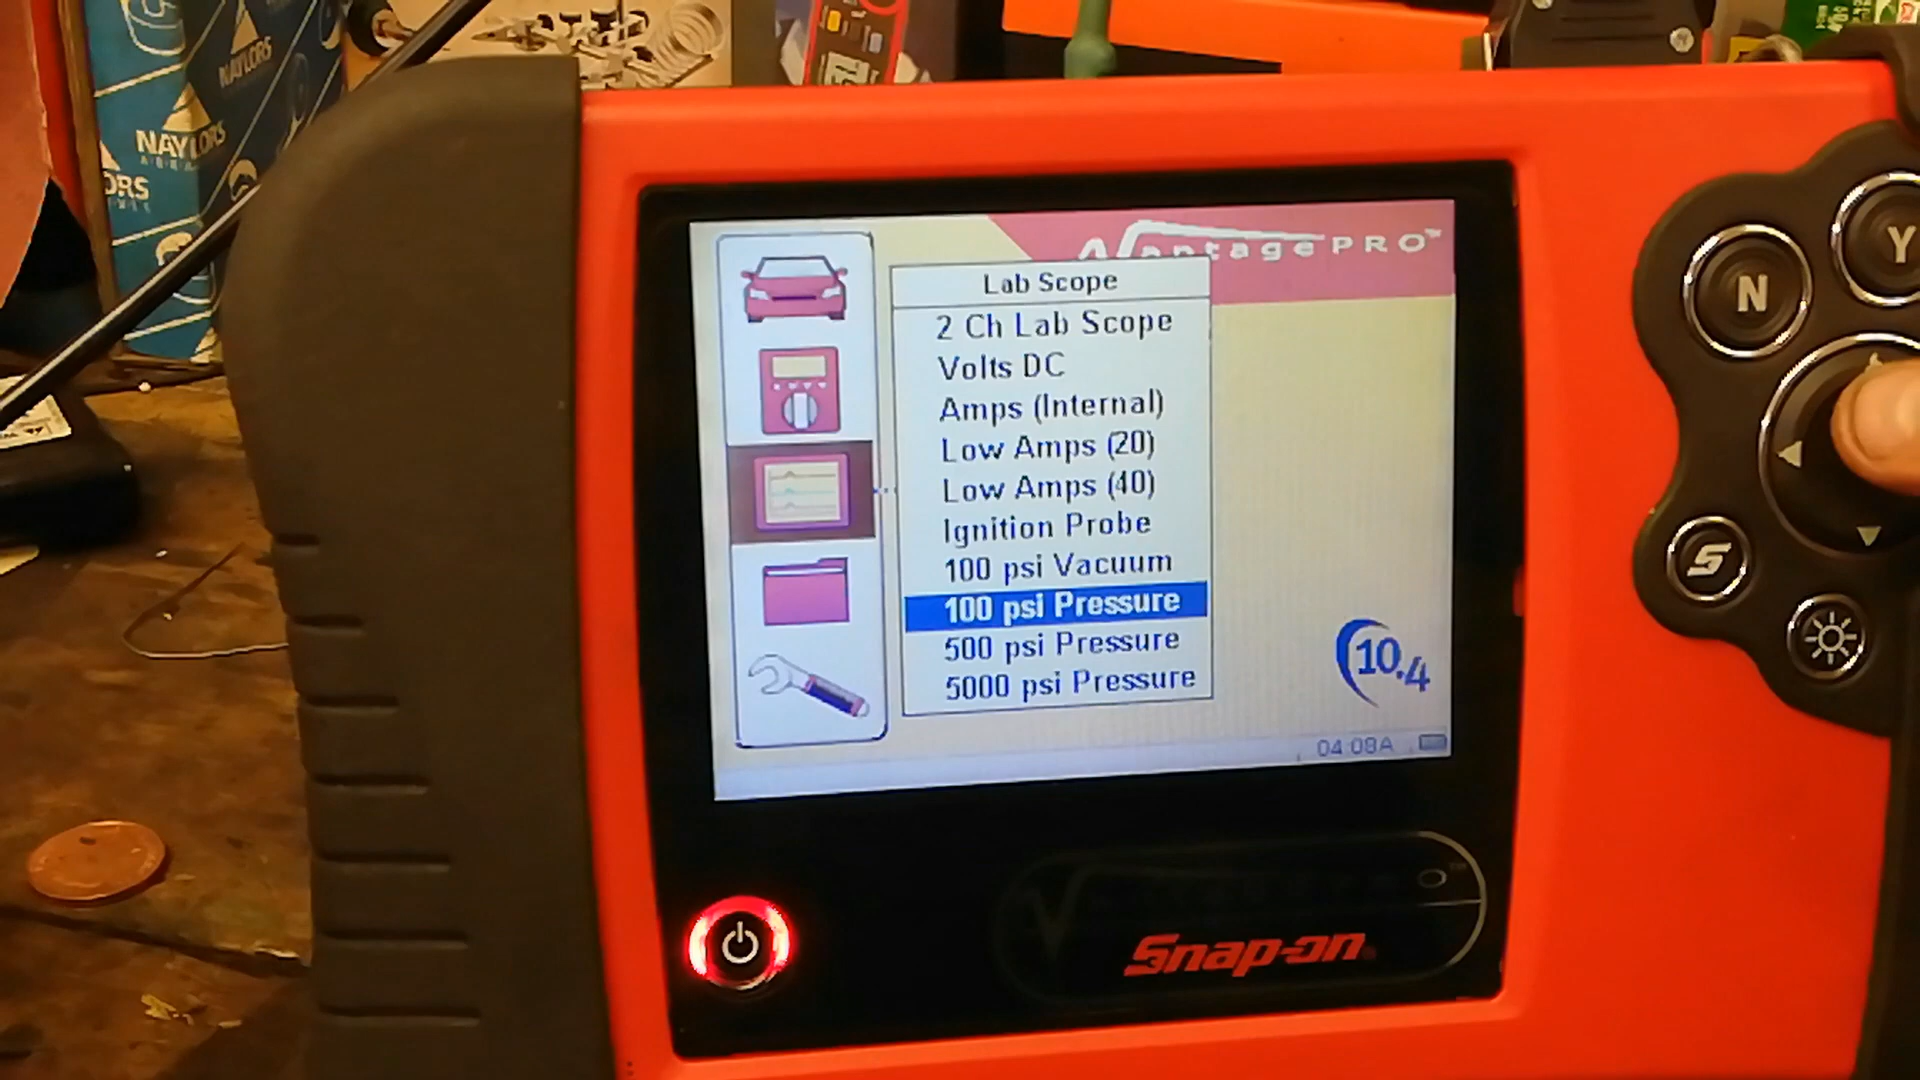 NAYLORS
NAYLORS
ORS
VantagePRO™
Lab Scope
2 Ch Lab Scope
Volts DC
Amps (Internal)
Low Amps (20)
Low Amps (40)
Ignition Probe
100 psi Vacuum
100 psi Pressure
500 psi Pressure
5000 psi Pressure
10.4
04:08A
N
Y
S
Snap-on